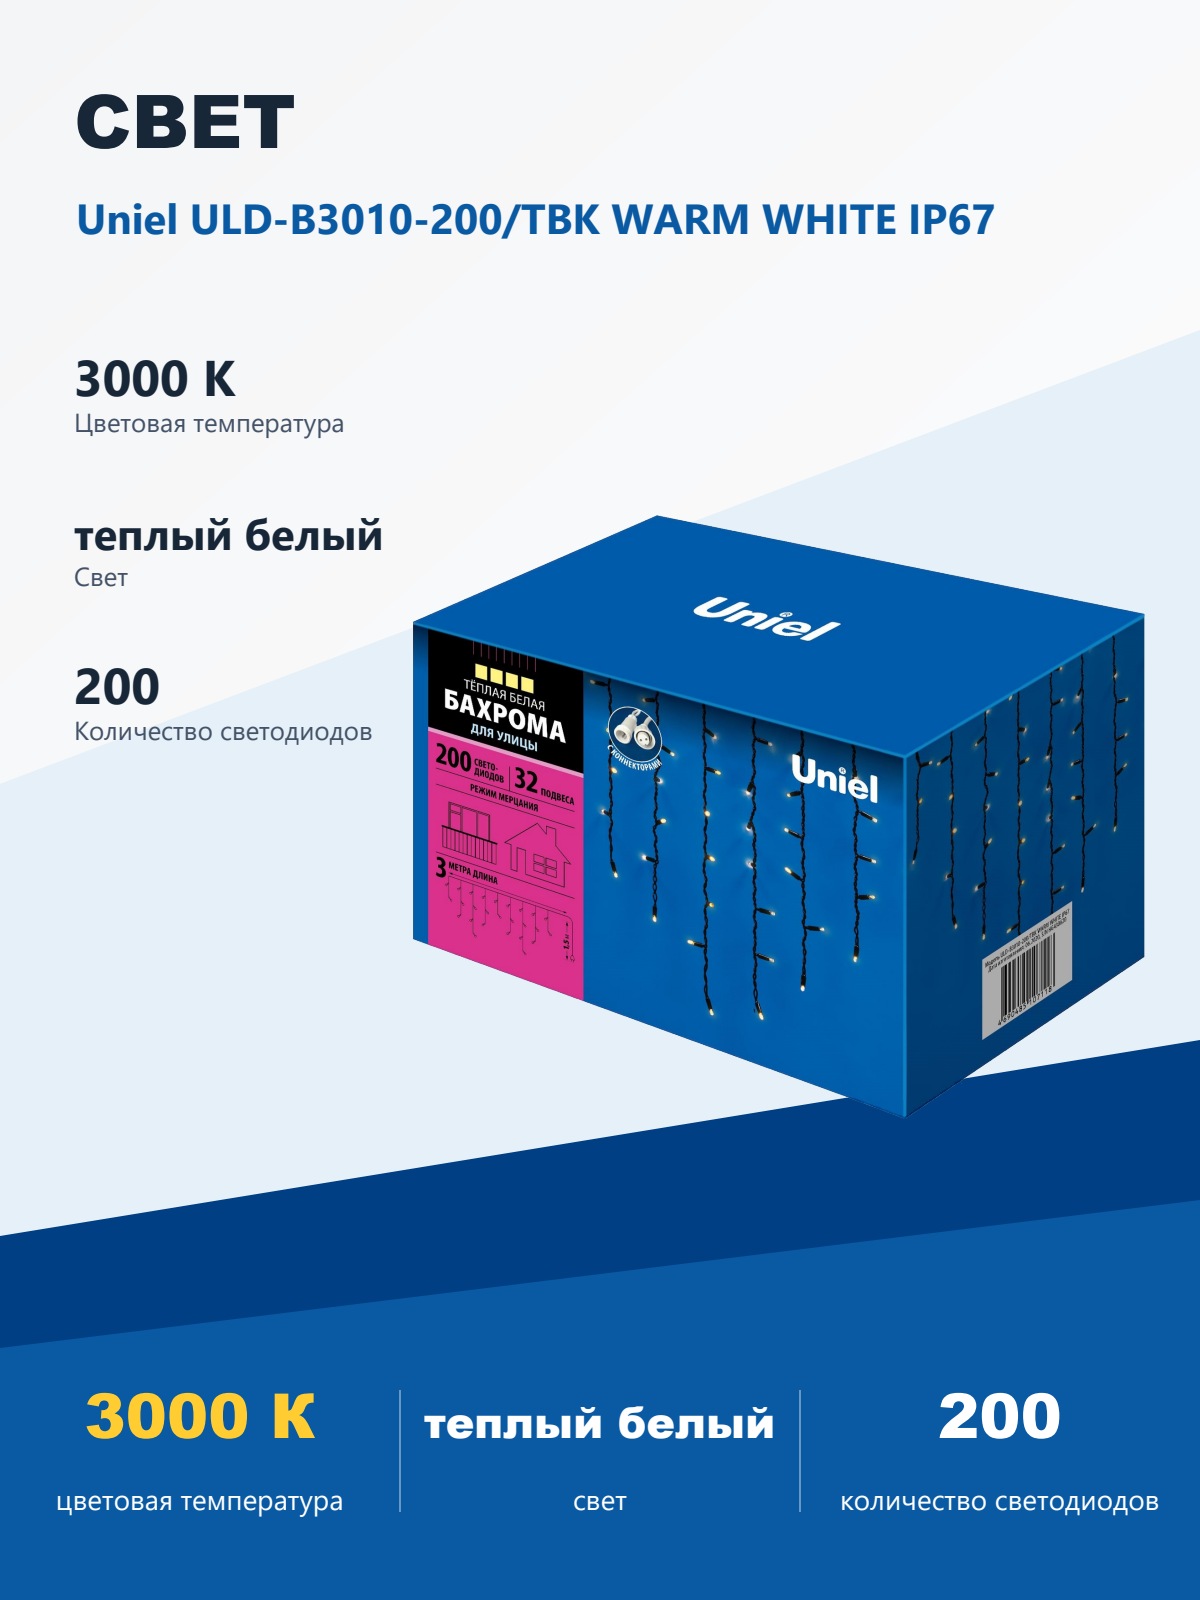 СВЕТ
Uniel ULD-B3010-200/TBK WARM WHITE IP67
3000 К
Цветовая температура
теплый белый
Свет
200
Количество светодиодов
Uniel
ТЁПЛАЯ БЕЛАЯ
БАХРОМА
ДЛЯ УЛИЦЫ
200 СВЕТО-
ДИОДОВ
32 ПОДВЕСА
РЕЖИМ МЕРЦАНИЯ
3 МЕТРА ДЛИНА
1,5 м
С КОННЕКТОРАМИ
Uniel
3000 К
теплый белый
200
цветовая температура
свет
количество светодиодов